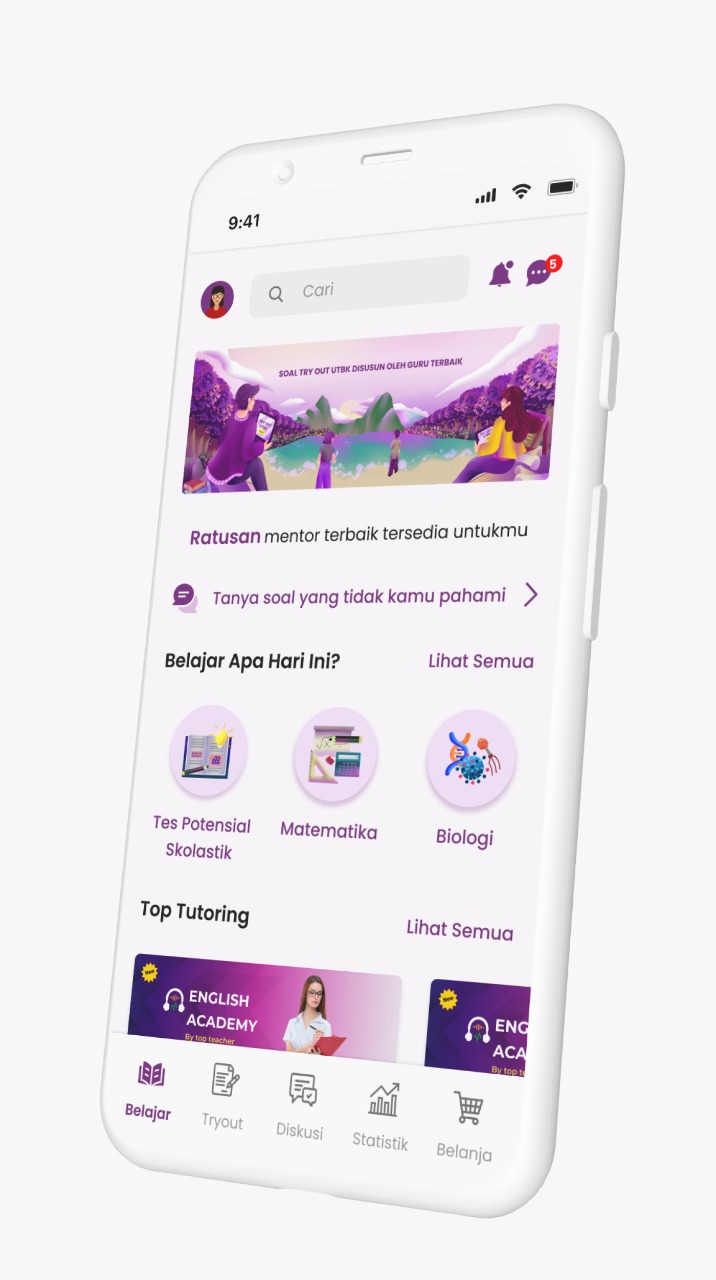 9:41
Cari
5
SOAL TRY OUT UTBK DISUSUN OLEH GURU TERBAIK
Ratusan mentor terbaik tersedia untukmu
Tanya soal yang tidak kamu pahami
Belajar Apa Hari Ini?
Lihat Semua
Tes Potensial
Skolastik
Matematika
Biologi
Top Tutoring
Lihat Semua
New
ENGLISH
ACADEMY
By top teacher
New
ENG
ACA
By top te
Belajar
Tryout
Diskusi
Statistik
Belanja